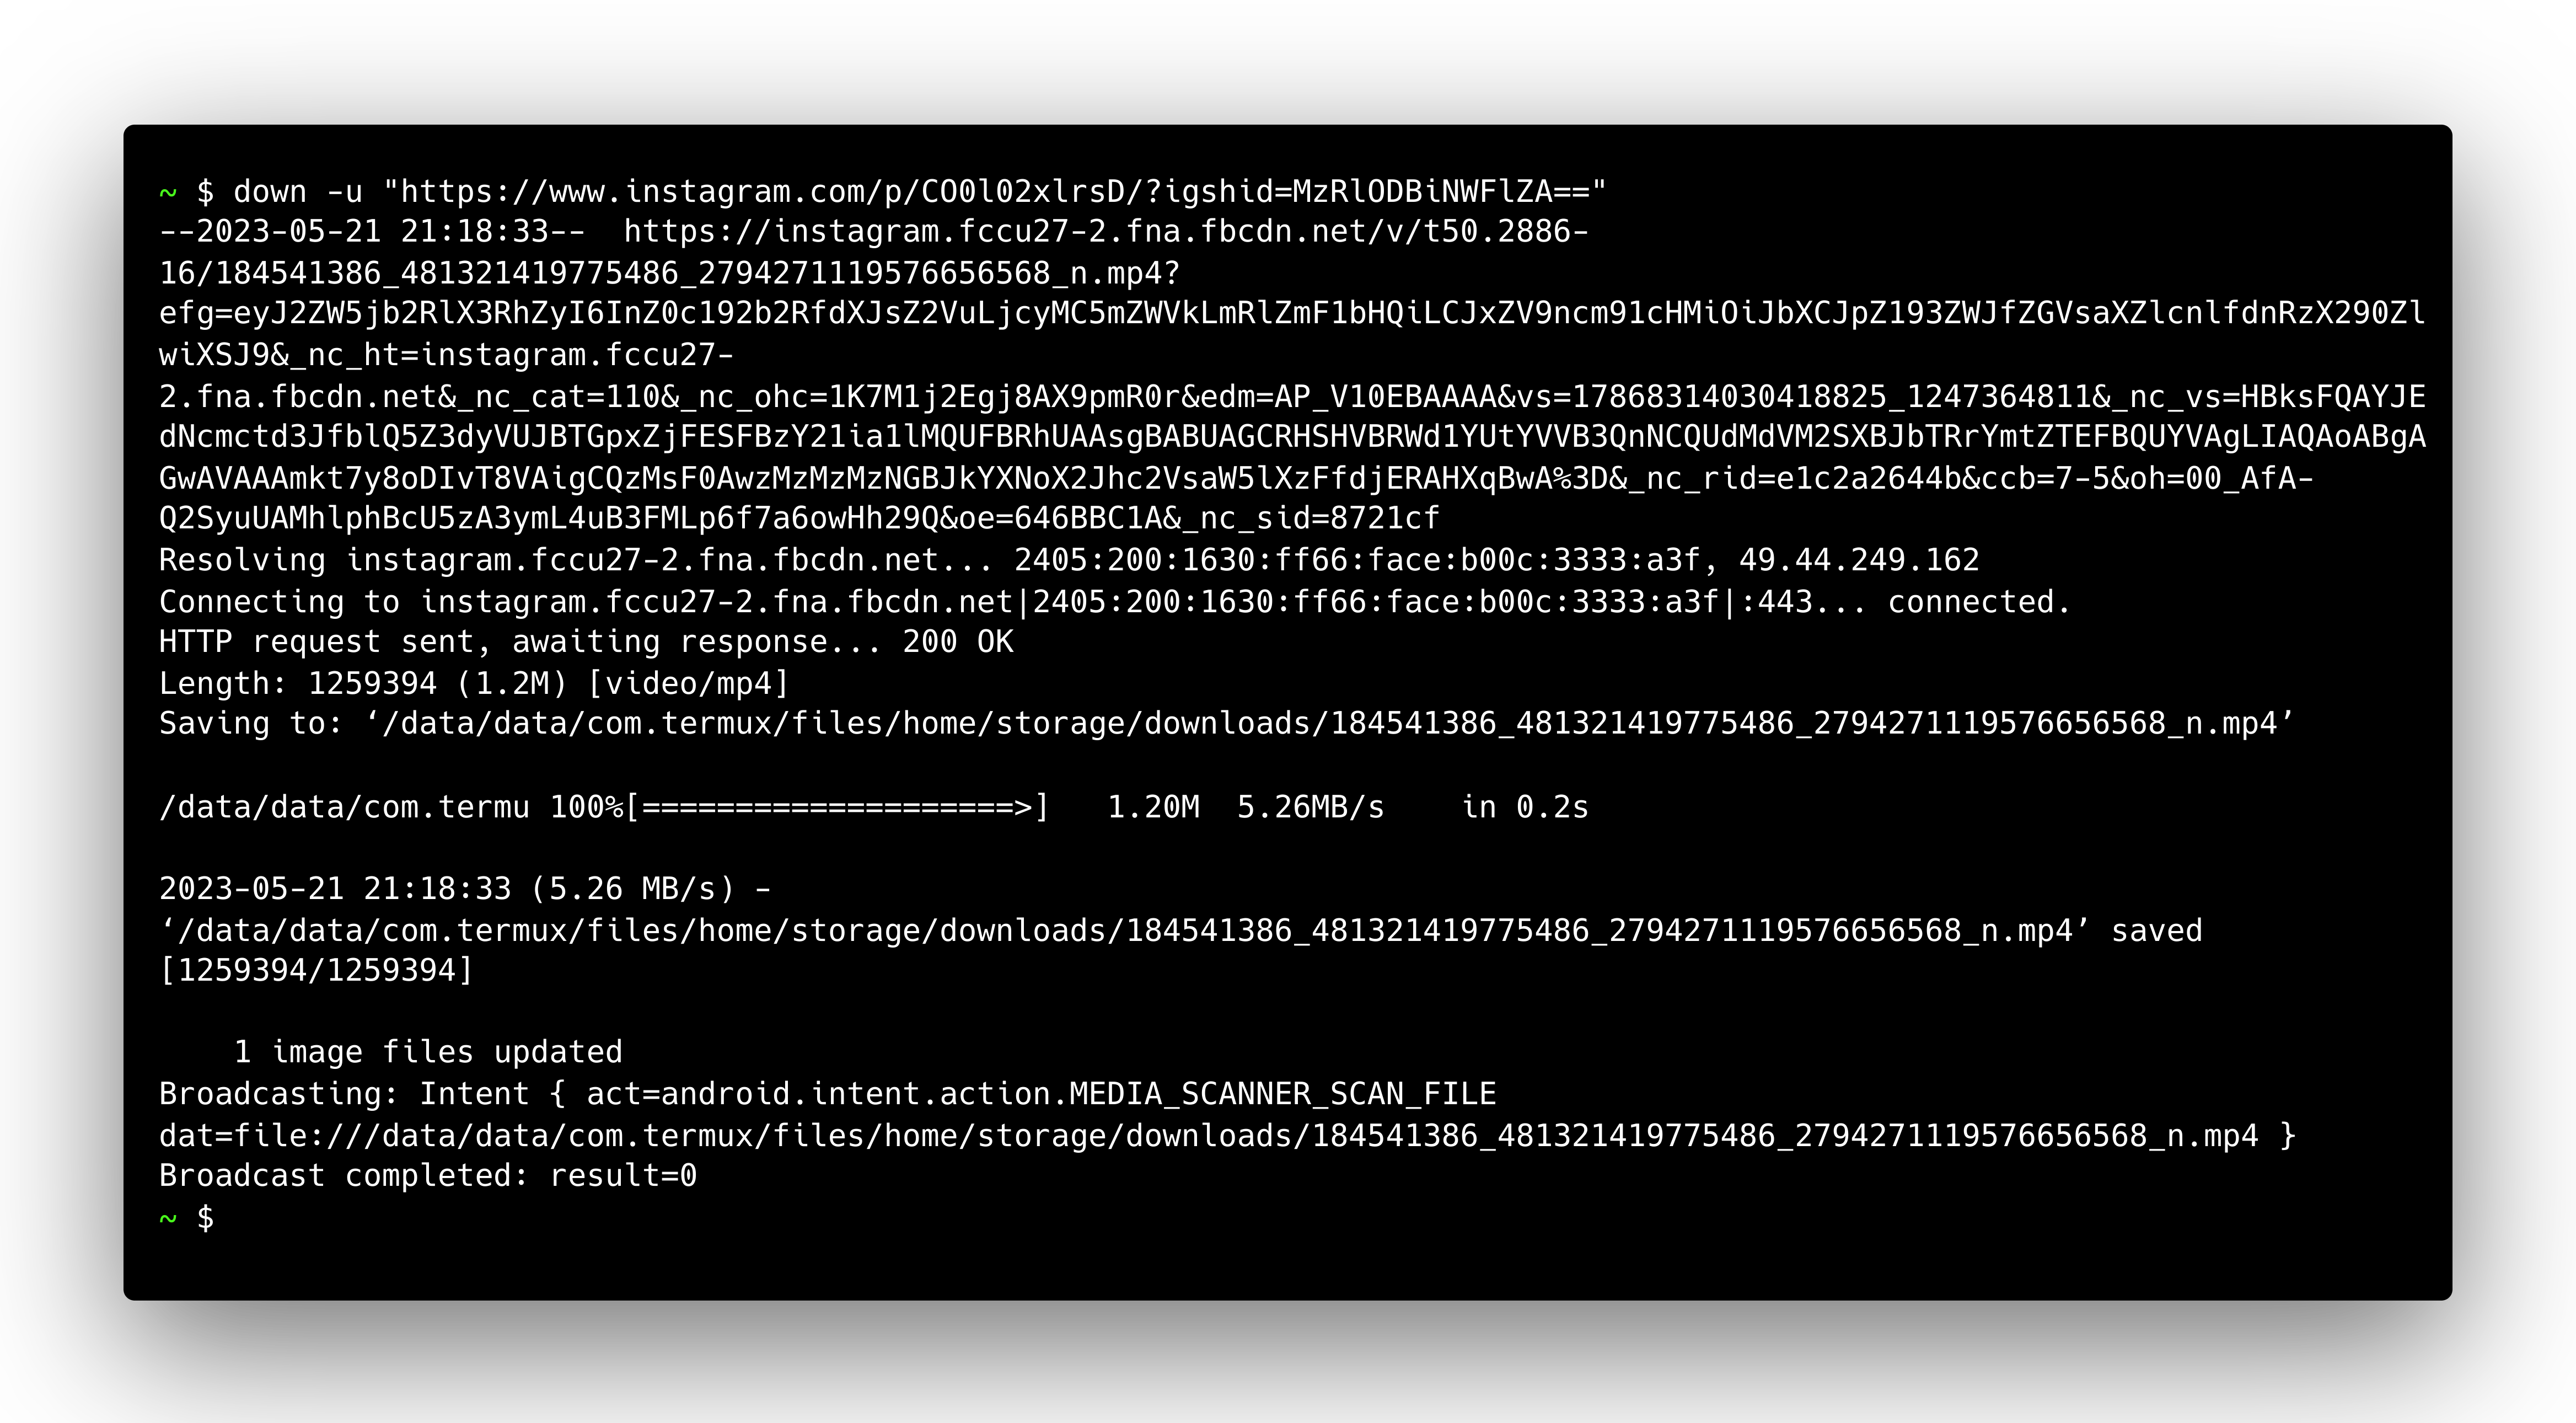 ~ $ down -u "https://www.instagram.com/p/CO0l02xlrsD/?igshid=MzRlODBiNWFlZA=="
--2023-05-21 21:18:33--  https://instagram.fccu27-2.fna.fbcdn.net/v/t50.2886-
16/184541386_481321419775486_2794271119576656568_n.mp4?
efg=eyJ2ZW5jb2RlX3RhZyI6InZ0c192b2RfdXJsZ2VuLjcyMC5mZWVkLmRlZmF1bHQiLCJxZV9ncm91cHMiOiJbXCJpZ193ZWJfZGVsaXZlcnlfdnRzX290Zl
wiXSJ9&_nc_ht=instagram.fccu27-
2.fna.fbcdn.net&_nc_cat=110&_nc_ohc=1K7M1j2Egj8AX9pmR0r&edm=AP_V10EBAAAA&vs=17868314030418825_1247364811&_nc_vs=HBksFQAYJE
dNcmctd3JfblQ5Z3dyVUJBTGpxZjFESFBzY21ia1lMQUFBRhUAAsgBABUAGCRHSHVBRWd1YUtYVVB3QnNCQUdMdVM2SXBJbTRrYmtZTEFBQUYVAgLIAQAoABgA
GwAVAAAAmkt7y8oDIvT8VAigCQzMsF0AwzMzMzMzNGBJkYXNoX2Jhc2VsaW5lXzFfdjERAHXqBwA%3D&_nc_rid=e1c2a2644b&ccb=7-5&oh=00_AfA-
Q2SyuUAMhlphBcU5zA3ymL4uB3FMLp6f7a6owHh29Q&oe=646BBC1A&_nc_sid=8721cf
Resolving instagram.fccu27-2.fna.fbcdn.net... 2405:200:1630:ff66:face:b00c:3333:a3f, 49.44.249.162
Connecting to instagram.fccu27-2.fna.fbcdn.net|2405:200:1630:ff66:face:b00c:3333:a3f|:443... connected.
HTTP request sent, awaiting response... 200 OK
Length: 1259394 (1.2M) [video/mp4]
Saving to: ‘/data/data/com.termux/files/home/storage/downloads/184541386_481321419775486_2794271119576656568_n.mp4’
/data/data/com.termu 100%[====================>]   1.20M  5.26MB/s    in 0.2s
2023-05-21 21:18:33 (5.26 MB/s) -
‘/data/data/com.termux/files/home/storage/downloads/184541386_481321419775486_2794271119576656568_n.mp4’ saved
[1259394/1259394]
    1 image files updated
Broadcasting: Intent { act=android.intent.action.MEDIA_SCANNER_SCAN_FILE
dat=file:///data/data/com.termux/files/home/storage/downloads/184541386_481321419775486_2794271119576656568_n.mp4 }
Broadcast completed: result=0
~ $